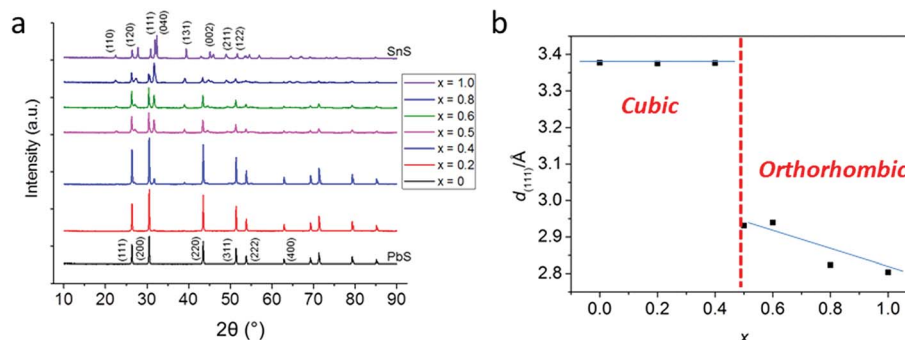 a
(110)
(120)
(111)
(040)
(131)
(002)
(211)
(122)
SnS
x = 1.0
x = 0.8
x = 0.6
x = 0.5
x = 0.4
x = 0.2
x = 0
(111)
(200)
(220)
(311)
(222)
(400)
PbS
Intensity (a.u.)
10 20 30 40 50 60 70 80 90
2θ (°)
b
3.4
3.3
3.2
3.1
3.0
2.9
2.8
d(111)/Å
Cubic
Orthorhombic
0.0 0.2 0.4 0.6 0.8 1.0
x